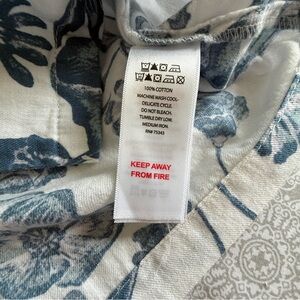 100% COTTON
MACHINE WASH COOL-
DELICATE CYCLE.
DO NOT BLEACH.
TUMBLE DRY LOW.
MEDIUM IRON.
RN# 75343
KEEP AWAY
FROM FIRE